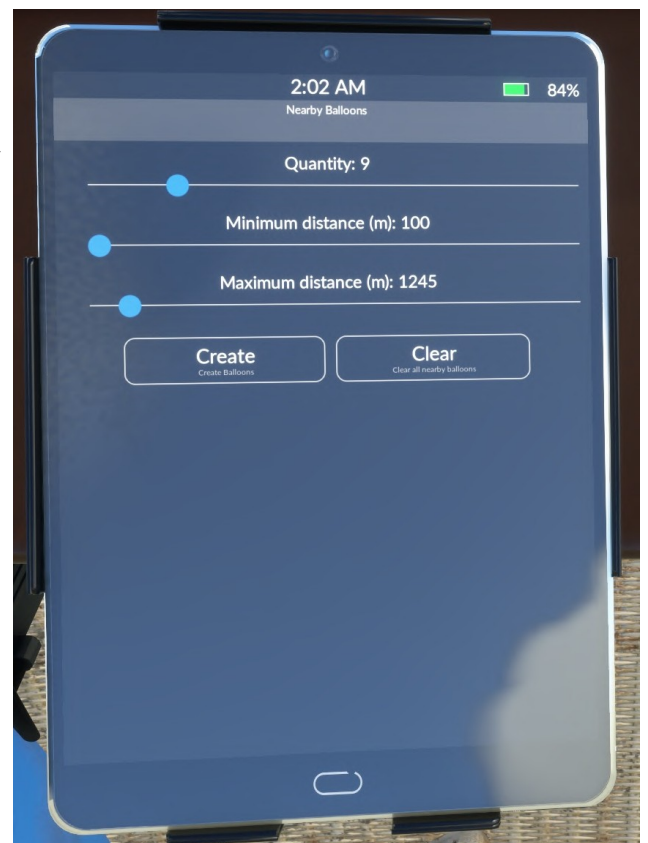 2:02 AM
84%
Nearby Balloons
Quantity: 9
Minimum distance (m): 100
Maximum distance (m): 1245
Create
Create Balloons
Clear
Clear all nearby balloons